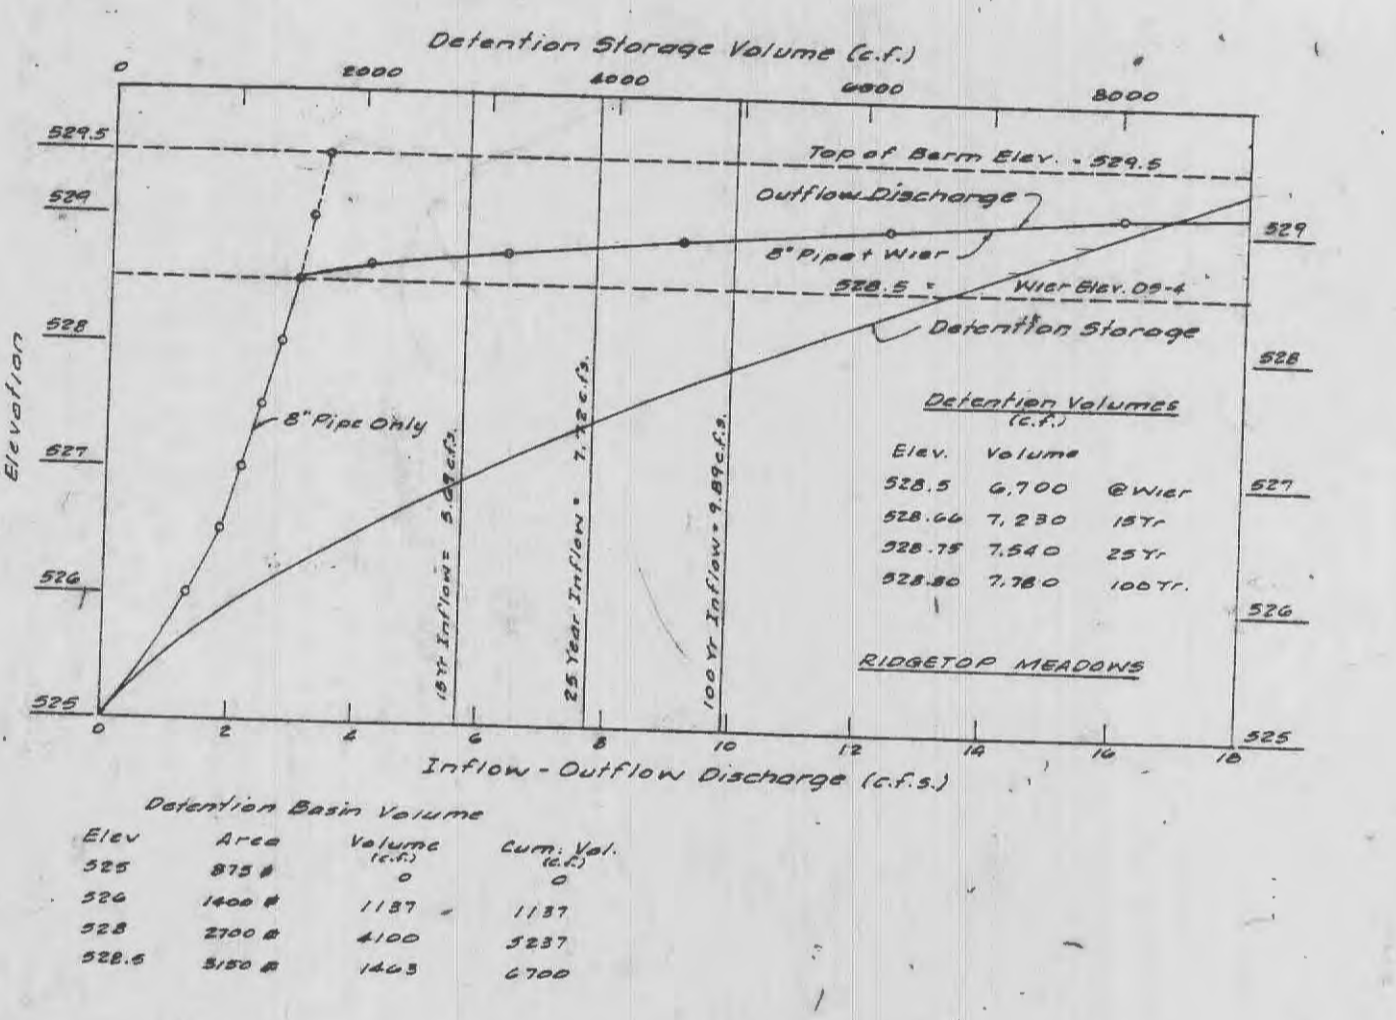 Detention Storage Volume (c.f.)
0 2000 4000 6000 8000
529.5
Top of Berm Elev. = 529.5
529
Outflow Discharge
529
8" Pipe + Wier
528.5 = Wier Elev. DS-4
528
Detention Storage
528
Elevation
8" Pipe Only
527
527
526
526
525
525
15 Yr Inflow = 5.69 c.f.s.
25 Year Inflow = 7.72 c.f.s.
100 Yr Inflow = 9.89 c.f.s.
Detention Volumes
(c.f.)
Elev. Volume
528.5 6,700 @ Wier
528.66 7,230 15 Yr
528.75 7,540 25 Yr
528.80 7,780 100 Yr.
RIDGETOP MEADOWS
0 2 4 6 8 10 12 14 16 18
Inflow - Outflow Discharge (c.f.s.)
Detention Basin Volume
Elev Area Volume Cum. Vol.
(c.f.) (c.f.)
525 875 # 0 0
526 1400 # 1137 1137
528 2700 # 4100 5237
528.5 3150 # 1463 6700